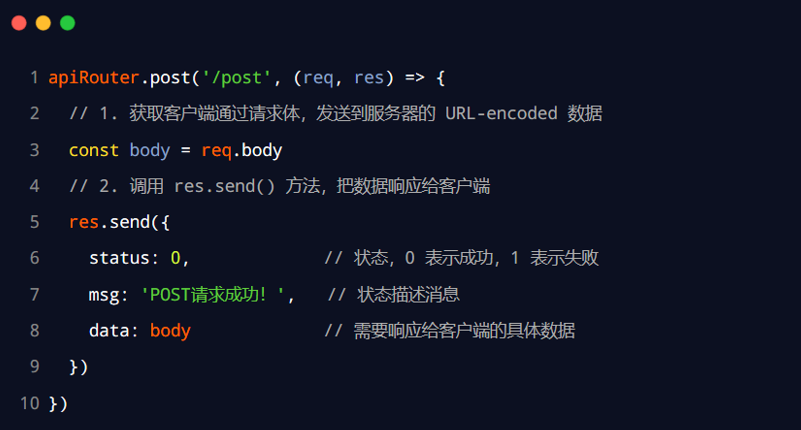 1 apiRouter.post('/post', (req, res) => {
2 // 1. 获取客户端通过请求体，发送到服务器的 URL-encoded 数据
3 const body = req.body
4 // 2. 调用 res.send() 方法，把数据响应给客户端
5 res.send({
6 status: 0, // 状态，0 表示成功，1 表示失败
7 msg: 'POST请求成功！', // 状态描述消息
8 data: body // 需要响应给客户端的具体数据
9 })
10 })